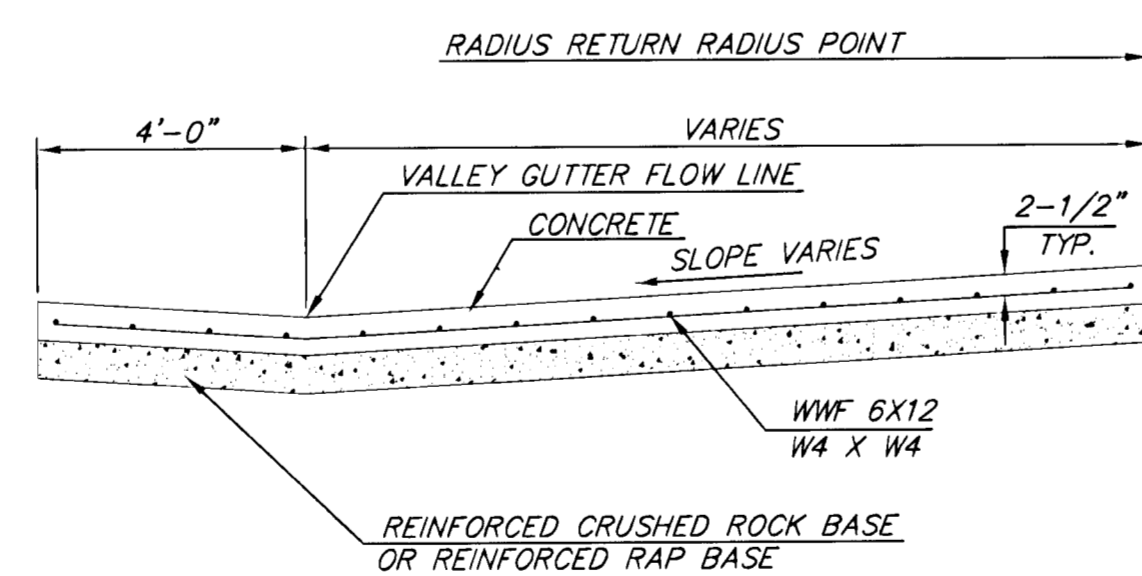 RADIUS RETURN RADIUS POINT
4'-0"
VARIES
VALLEY GUTTER FLOW LINE
2-1/2"
TYP.
CONCRETE
SLOPE VARIES
WWF 6X12
W4 X W4
REINFORCED CRUSHED ROCK BASE
OR REINFORCED RAP BASE